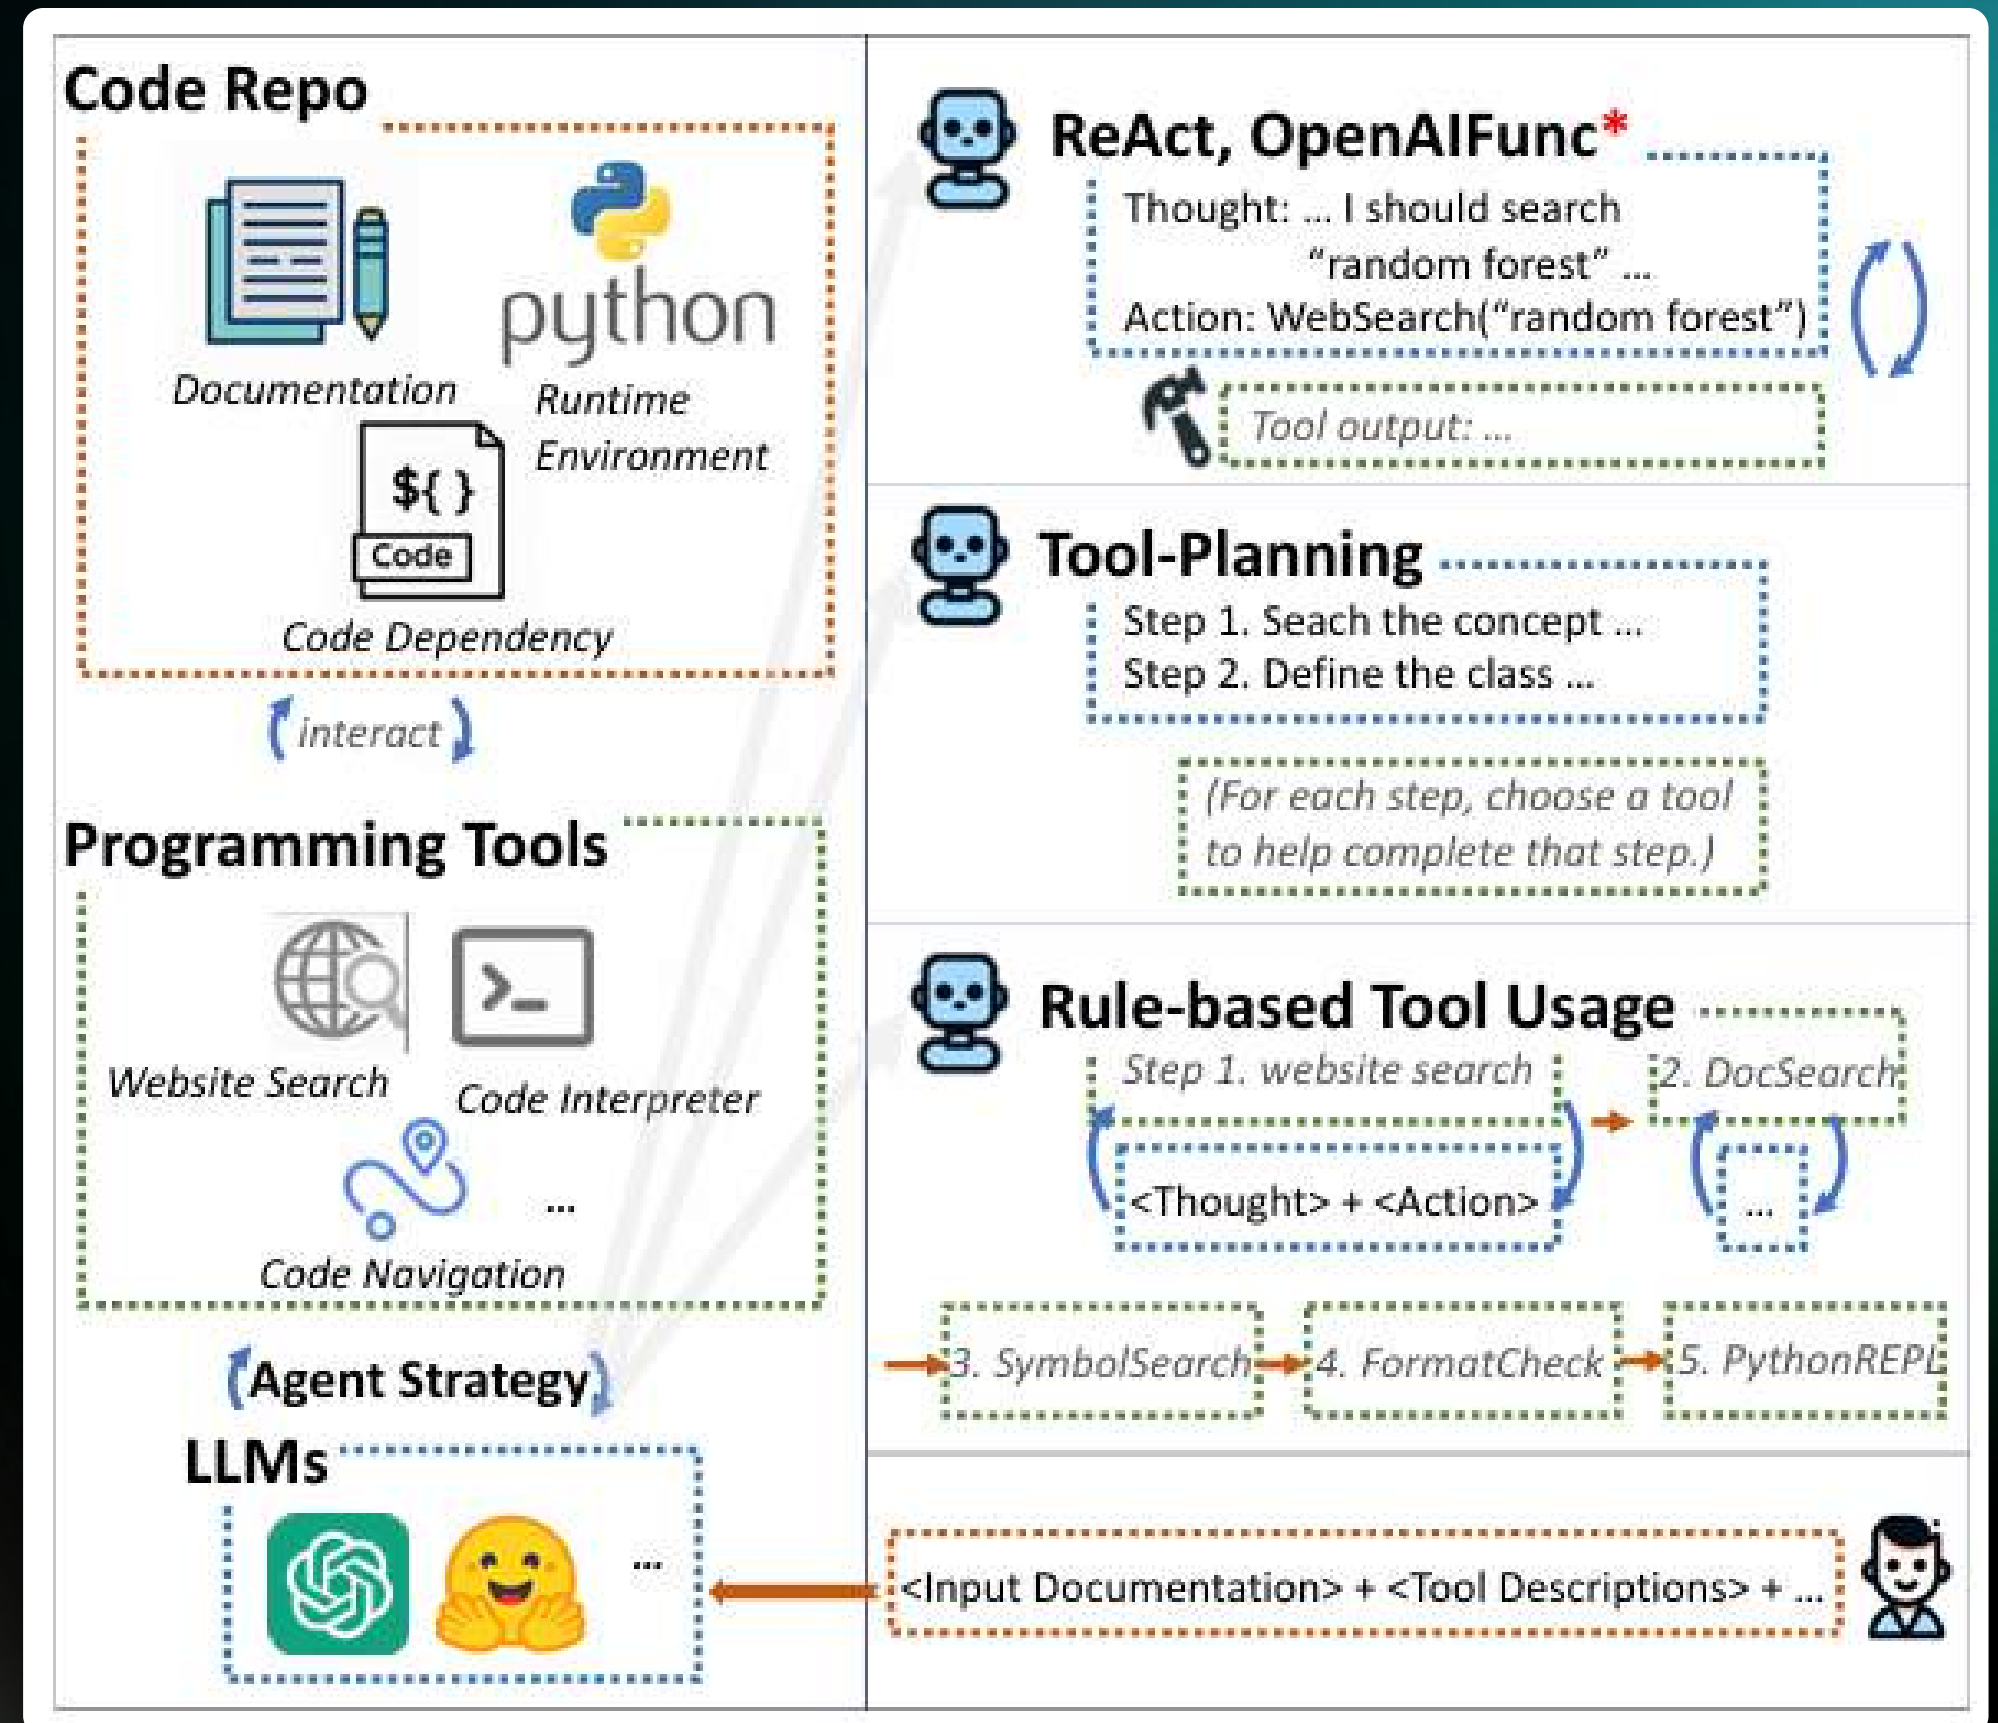 Code Repo
python
Documentation
Runtime
Environment
${}
Code
Code Dependency
interact
Programming Tools
Website Search
Code Interpreter
...
Code Navigation
Agent Strategy
LLMs
...
ReAct, OpenAIFunc*
Thought: ... I should search
“random forest” ...
Action: WebSearch(“random forest”)
Tool output: ...
Tool-Planning
Step 1. Seach the concept ...
Step 2. Define the class ...
(For each step, choose a tool
to help complete that step.)
Rule-based Tool Usage
Step 1. website search
2. DocSearch
<Thought> + <Action>
...
3. SymbolSearch
4. FormatCheck
5. PythonREPL
<Input Documentation> + <Tool Descriptions> + ...